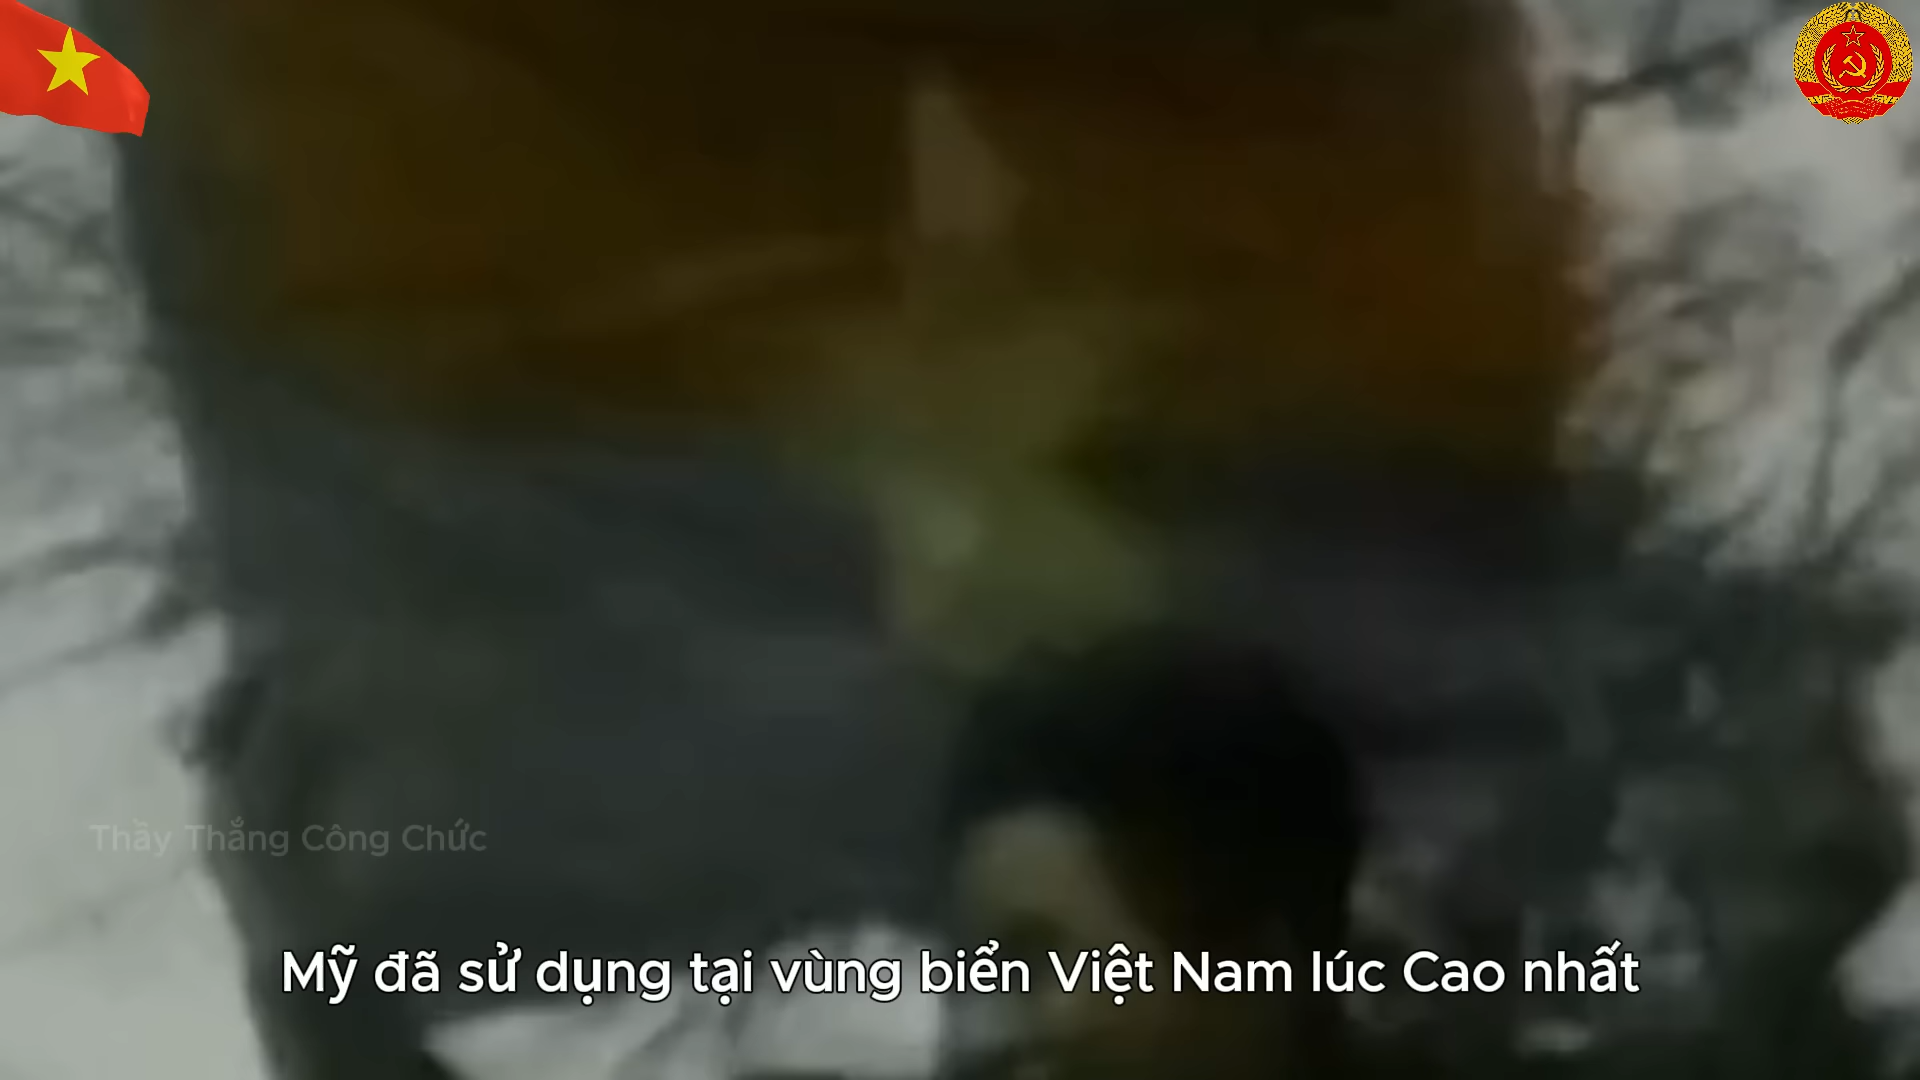 Thầy Thắng Công Chức
Mỹ đã sử dụng tại vùng biển Việt Nam lúc Cao nhất